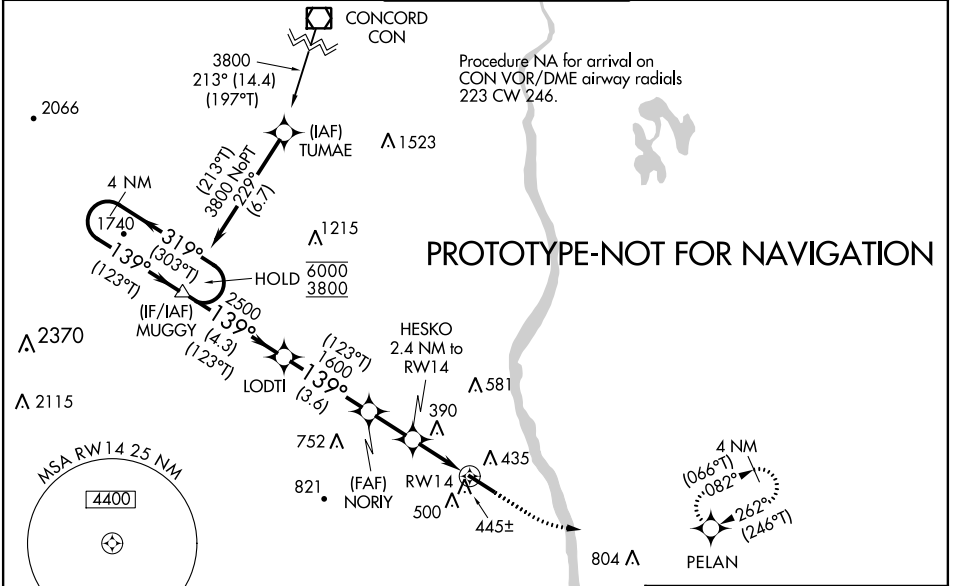 CONCORD
CON
3800
213° (14.4)
(197°T)
Procedure NA for arrival on
CON VOR/DME airway radials
223 CW 246.
2066
(IAF)
TUMAE
1523
(213°T)
3800 NoPT
229°
(6.7)
4 NM
1740
319°
(303°T)
139°
(123°T)
1215
HOLD
6000
3800
PROTOTYPE-NOT FOR NAVIGATION
(IF/IAF)
MUGGY
2500
139°
(4.3)
(123°T)
2370
2115
LODTI
(123°T)
1600
139°
(3.6)
HESKO
2.4 NM to
RW14
581
390
752
435
(FAF)
NORIY
RW14
821
500
445±
MSA RW14 25 NM
4400
4 NM
(066°T)
082°
262°
(246°T)
PELAN
804